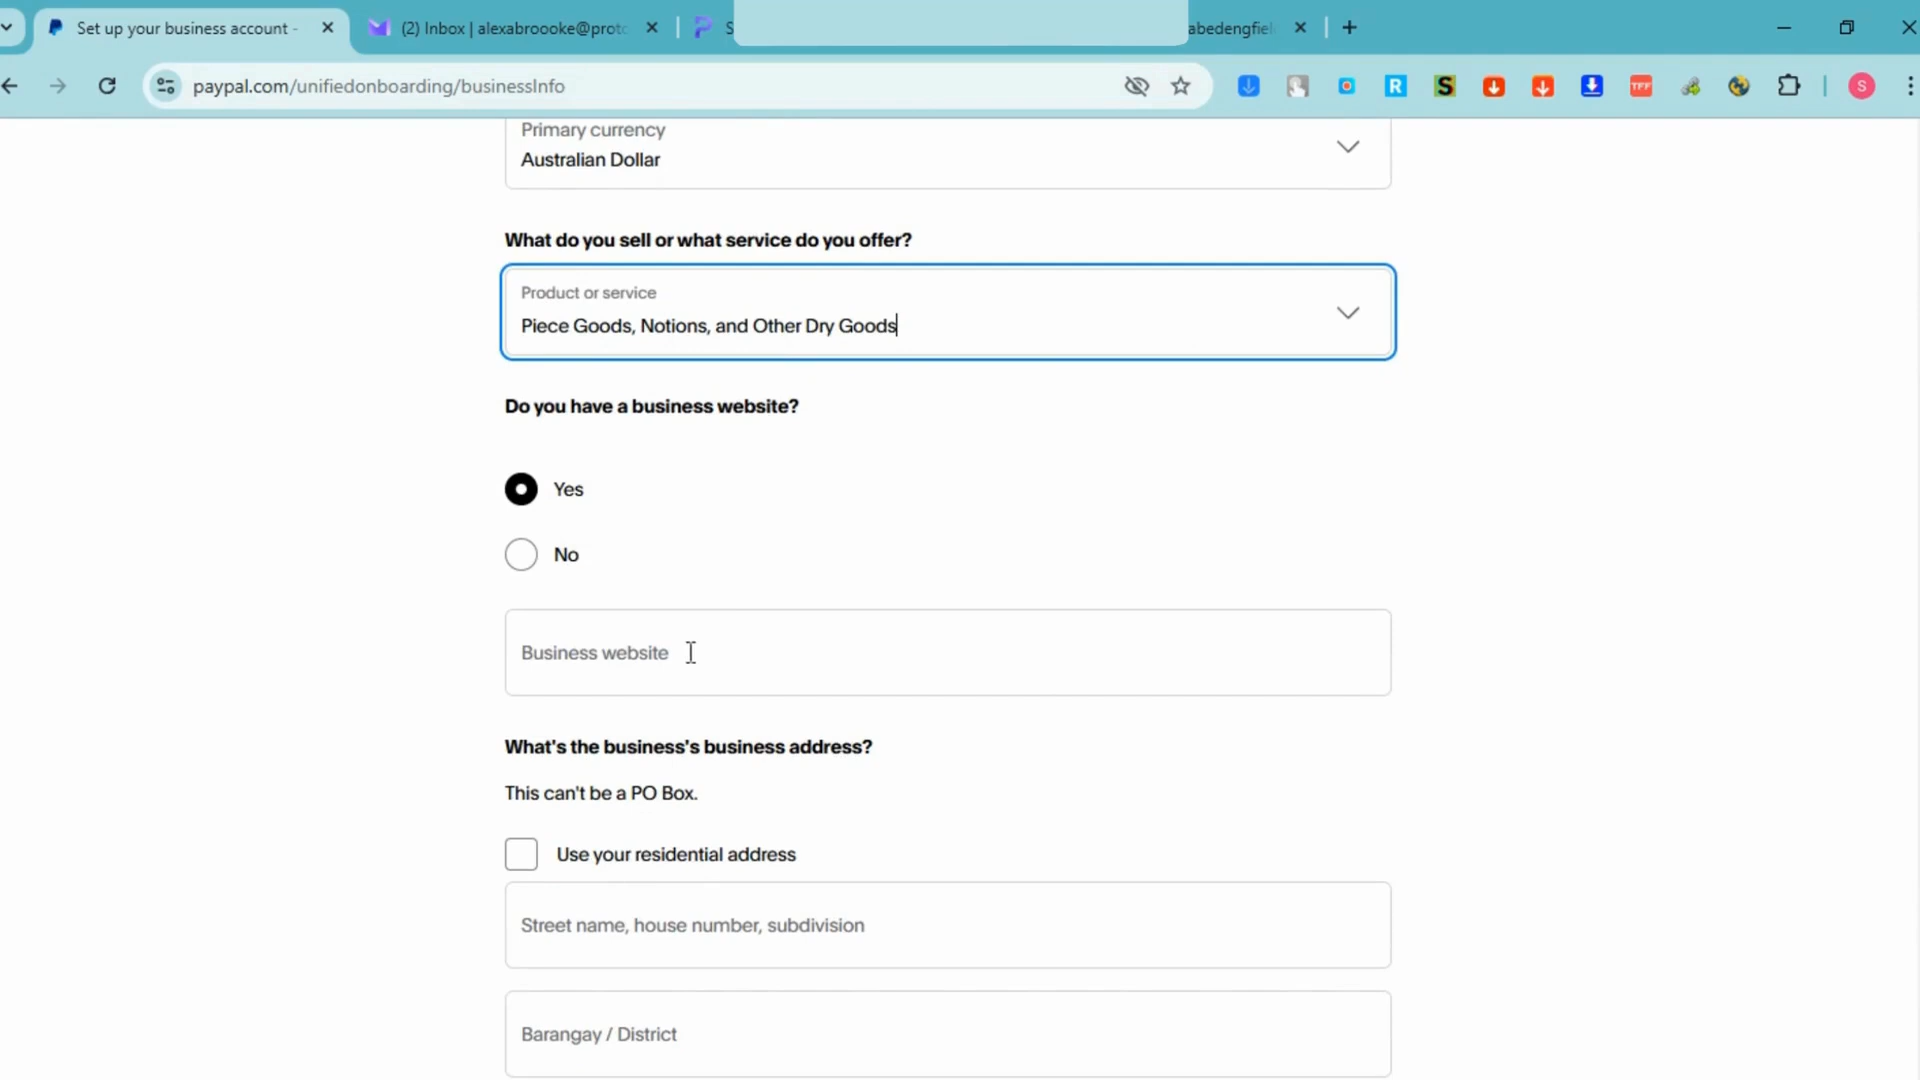 Set up your business account -
(2) Inbox | alexabroooke@proto
S
abedengfiel
paypal.com/unifiedonboarding/businessInfo
R
S
TFF
S
Primary currency
Australian Dollar
What do you sell or what service do you offer?
Product or service
Piece Goods, Notions, and Other Dry Goods
Do you have a business website?
Yes
No
Business website
What's the business's business address?
This can't be a PO Box.
Use your residential address
Street name, house number, subdivision
Barangay / District